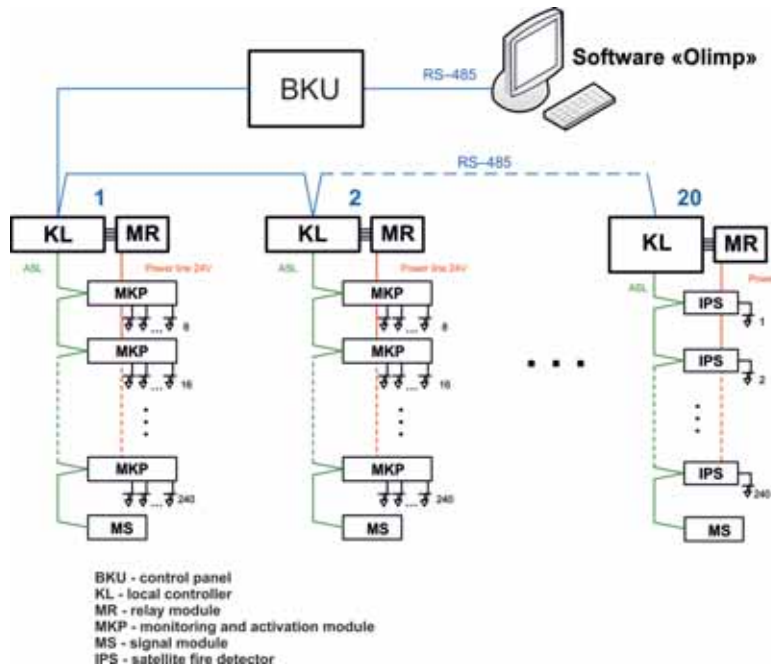 Software «Olimp»
BKU
RS–485
RS–485
1
2
20
KL
MR
KL
MR
KL
MR
ASL
Power line 24V
ASL
Power line 24V
ASL
Power
MKP
MKP
IPS
... 8
... 8
1
MKP
MKP
IPS
... 16
... 16
2
MKP
MKP
IPS
... 240
... 240
240
MS
MS
MS
BKU - control panel
KL - local controller
MR - relay module
MKP - monitoring and activation module
MS - signal module
IPS - satellite fire detector